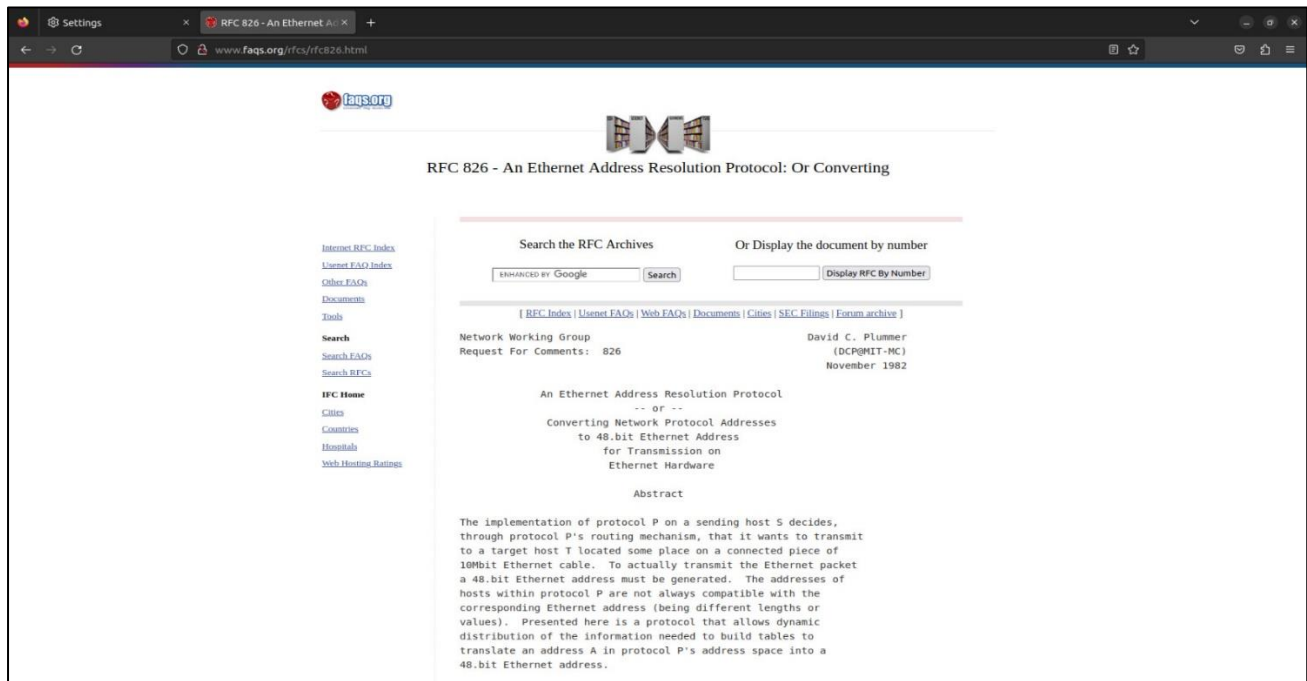 Settings
RFC 826 - An Ethernet Ad
www.faqs.org/rfcs/rfc826.html
faqs.org
RFC 826 - An Ethernet Address Resolution Protocol: Or Converting
Internet RFC Index
Usenet FAQ Index
Other FAQs
Documents
Tools
Search
Search FAQs
Search RFCs
IFC Home
Cities
Countries
Hospitals
Web Hosting Ratings
Search the RFC Archives
Or Display the document by number
ENHANCED BY Google
Search
Display RFC By Number
[ RFC Index | Usenet FAQs | Web FAQs | Documents | Cities | SEC Filings | Forum archive ]
Network Working Group David C. Plummer
Request For Comments: 826 (DCP@MIT-MC)
November 1982
An Ethernet Address Resolution Protocol
-- or --
Converting Network Protocol Addresses
to 48.bit Ethernet Address
for Transmission on
Ethernet Hardware
Abstract
The implementation of protocol P on a sending host S decides,
through protocol P's routing mechanism, that it wants to transmit
to a target host T located some place on a connected piece of
10Mbit Ethernet cable. To actually transmit the Ethernet packet
a 48.bit Ethernet address must be generated. The addresses of
hosts within protocol P are not always compatible with the
corresponding Ethernet address (being different lengths or
values). Presented here is a protocol that allows dynamic
distribution of the information needed to build tables to
translate an address A in protocol P's address space into a
48.bit Ethernet address.